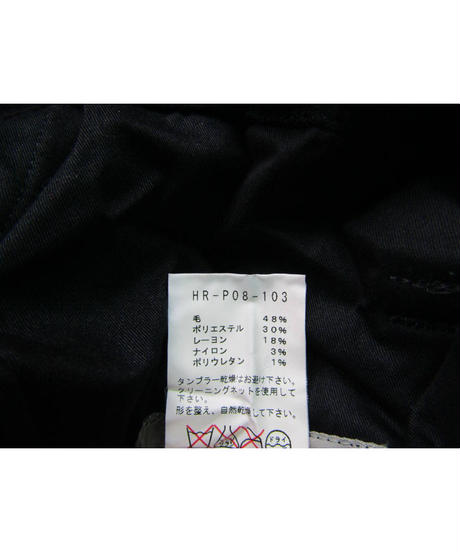 HR-P08-103
毛 48%
ポリエステル 30%
レーヨン 18%
ナイロン 3%
ポリウレタン 1%
タンブラー乾燥はお避け下さい。
クリーニングネットを使用して
下さい。
形を整え、自然乾燥して下さい。
ドライ